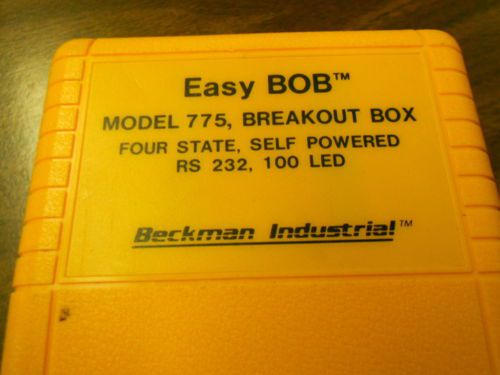 Easy BOB™
MODEL 775, BREAKOUT BOX
FOUR STATE, SELF POWERED
RS 232, 100 LED
Beckman Industrial™